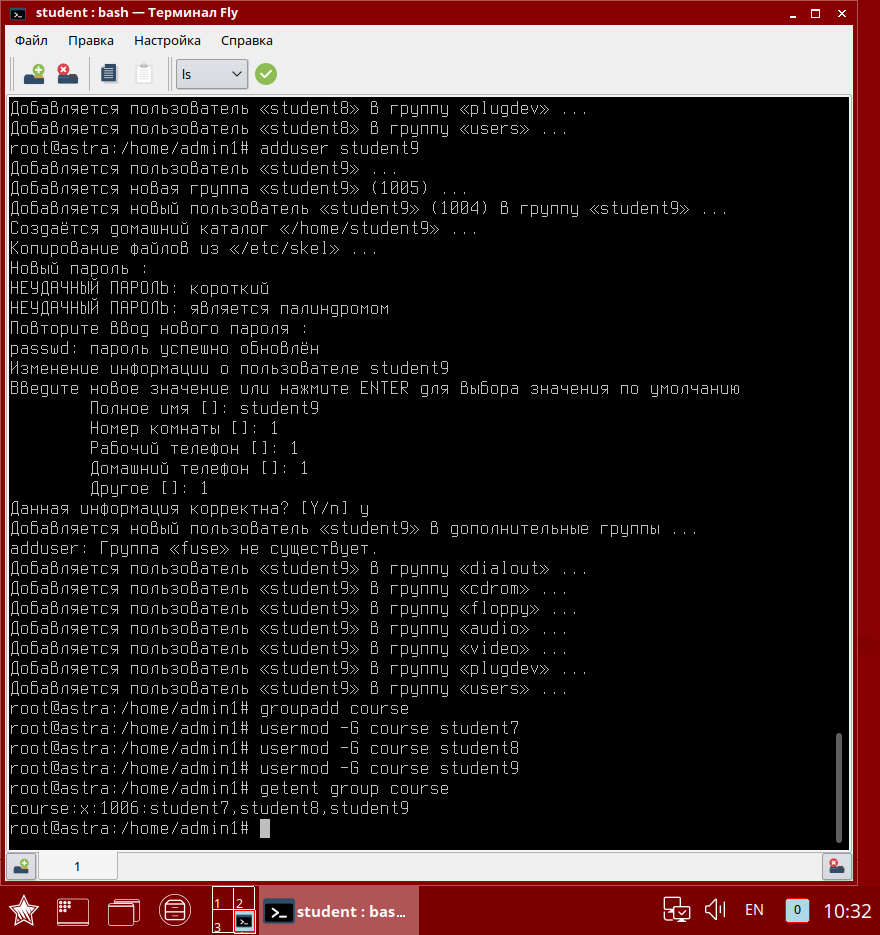 student : bash — Терминал Fly
Файл Правка Настройка Справка
ls
Добавляется пользователь «student8» в группу «plugdev» ...
Добавляется пользователь «student8» в группу «users» ...
root@astra:/home/admin1# adduser student9
Добавляется пользователь «student9» ...
Добавляется новая группа «student9» (1005) ...
Добавляется новый пользователь «student9» (1004) в группу «student9» ...
Создаётся домашний каталог «/home/student9» ...
Копирование файлов из «/etc/skel» ...
Новый пароль :
НЕУДАЧНЫЙ ПАРОЛЬ: короткий
НЕУДАЧНЫЙ ПАРОЛЬ: является палиндромом
Повторите ввод нового пароля :
passwd: пароль успешно обновлён
Изменение информации о пользователе student9
Введите новое значение или нажмите ENTER для выбора значения по умолчанию
Полное имя []: student9
Номер комнаты []: 1
Рабочий телефон []: 1
Домашний телефон []: 1
Другое []: 1
Данная информация корректна? [Y/n] y
Добавляется новый пользователь «student9» в дополнительные группы ...
adduser: Группа «fuse» не существует.
Добавляется пользователь «student9» в группу «dialout» ...
Добавляется пользователь «student9» в группу «cdrom» ...
Добавляется пользователь «student9» в группу «floppy» ...
Добавляется пользователь «student9» в группу «audio» ...
Добавляется пользователь «student9» в группу «video» ...
Добавляется пользователь «student9» в группу «plugdev» ...
Добавляется пользователь «student9» в группу «users» ...
root@astra:/home/admin1# groupadd course
root@astra:/home/admin1# usermod -G course student7
root@astra:/home/admin1# usermod -G course student8
root@astra:/home/admin1# usermod -G course student9
root@astra:/home/admin1# getent group course
course:x:1006:student7,student8,student9
root@astra:/home/admin1#
1
1 2
3
student : bas...
EN
0
10:32